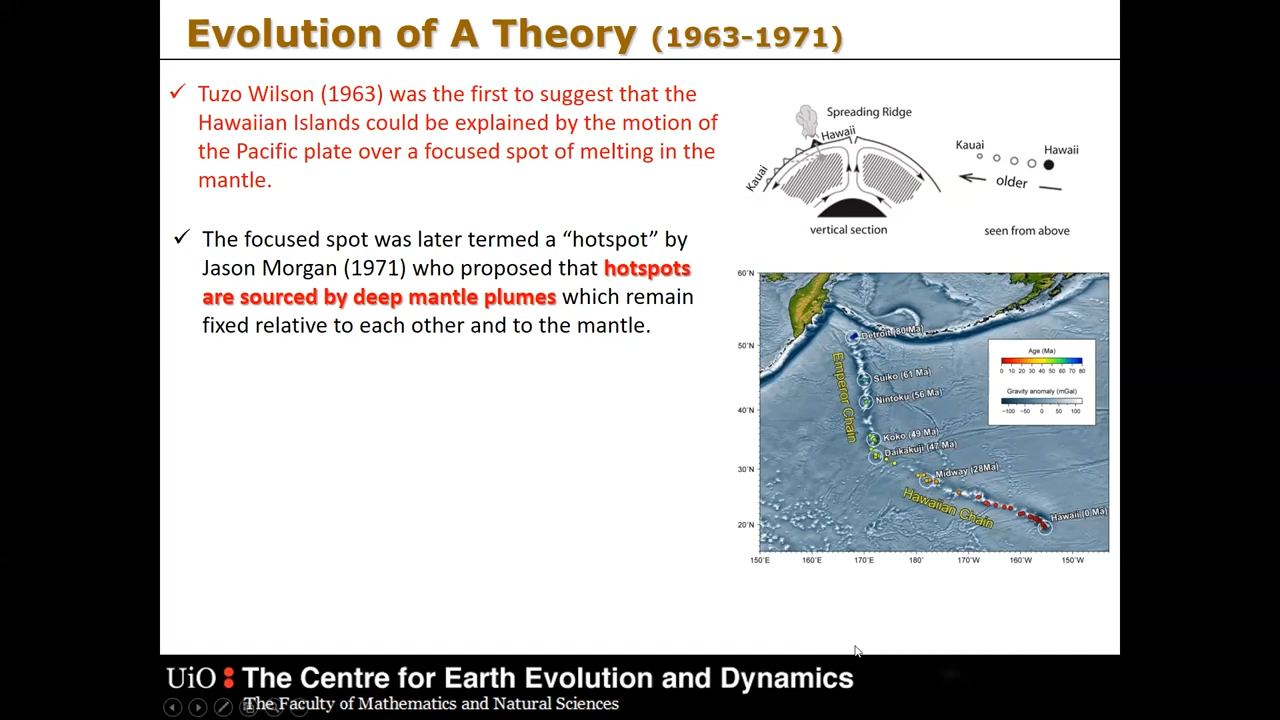 Evolution of A Theory (1963-1971)
✓ Tuzo Wilson (1963) was the first to suggest that the
Hawaiian Islands could be explained by the motion of
the Pacific plate over a focused spot of melting in the
mantle.
✓ The focused spot was later termed a “hotspot” by
Jason Morgan (1971) who proposed that hotspots
are sourced by deep mantle plumes which remain
fixed relative to each other and to the mantle.
Spreading Ridge
Hawaii
Kauai
vertical section
Kauai
Hawaii
older
seen from above
60°N
50°N
40°N
30°N
20°N
150°E
160°E
170°E
180°
170°W
160°W
150°W
Detroit (80 Ma)
Suiko (61 Ma)
Nintoku (56 Ma)
Koko (49 Ma)
Daikakuji (47 Ma)
Midway (28Ma)
Hawaii (0 Ma)
Emperor Chain
Hawaiian Chain
Age (Ma)
0 10 20 30 40 50 60 70 80
Gravity anomaly (mGal)
−100 −50 0 50 100
UiO The Centre for Earth Evolution and Dynamics
The Faculty of Mathematics and Natural Sciences